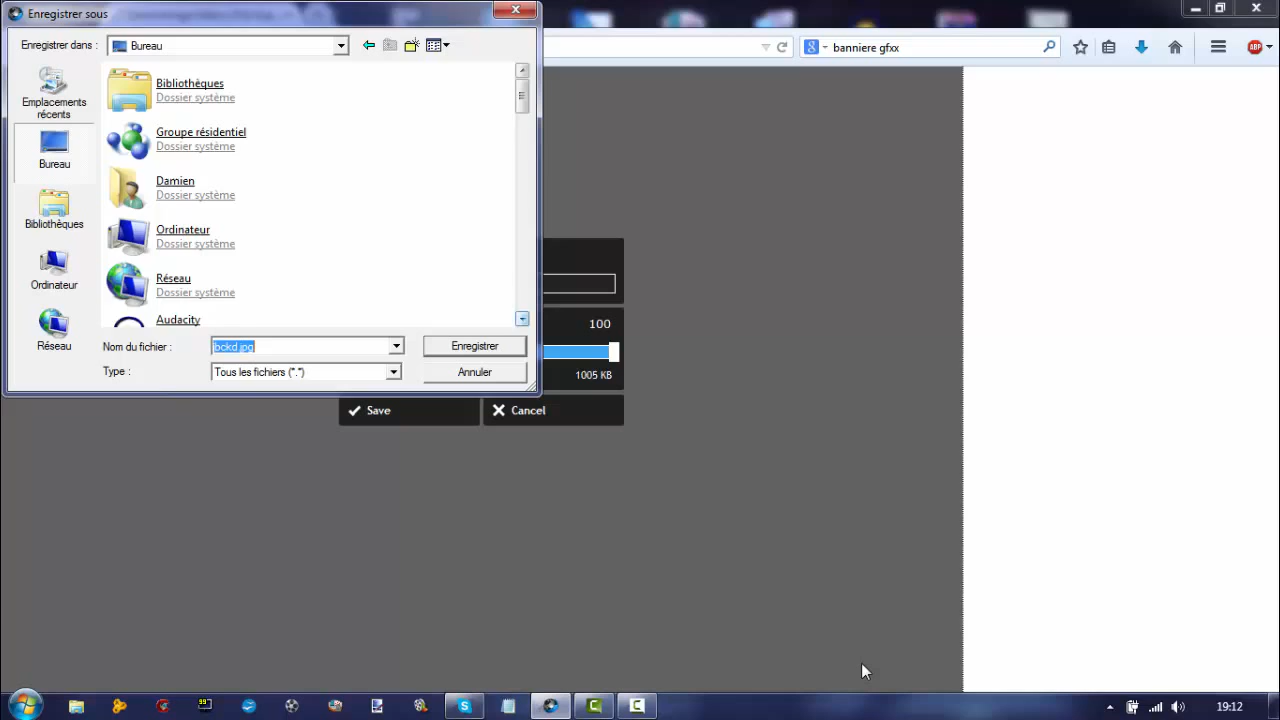 Enregistrer sous
Enregistrer dans :
Bureau
banniere gfxx
ABP
Emplacements
récents
Bureau
Bibliothèques
Ordinateur
Réseau
Bibliothèques
Dossier système
Groupe résidentiel
Dossier système
Damien
Dossier système
Ordinateur
Dossier système
Réseau
Dossier système
Audacity
Nom du fichier :
bckd.jpg
Enregistrer
Type :
Tous les fichiers (*.*)
Annuler
100
1005 KB
Save
Cancel
19:12